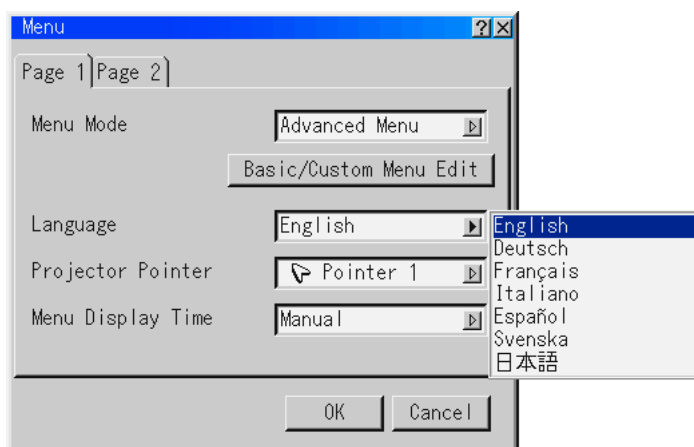 Menu
Page 1 Page 2
Menu Mode Advanced Menu
Basic/Custom Menu Edit
Language English
Projector Pointer Pointer 1
Menu Display Time Manual
English
Deutsch
Français
Italiano
Español
Svenska
日本語
OK Cancel